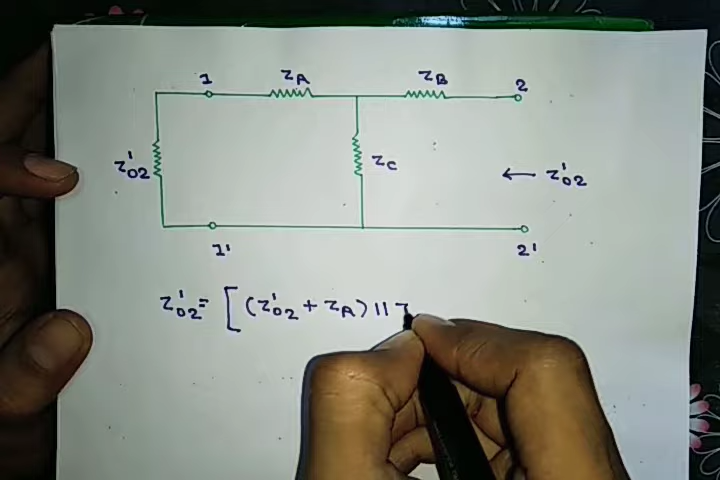 1 ZA ZB 2
Z'02 ZC ← Z'02
1' 2'
Z'02 = [(Z'02 + ZA) ||